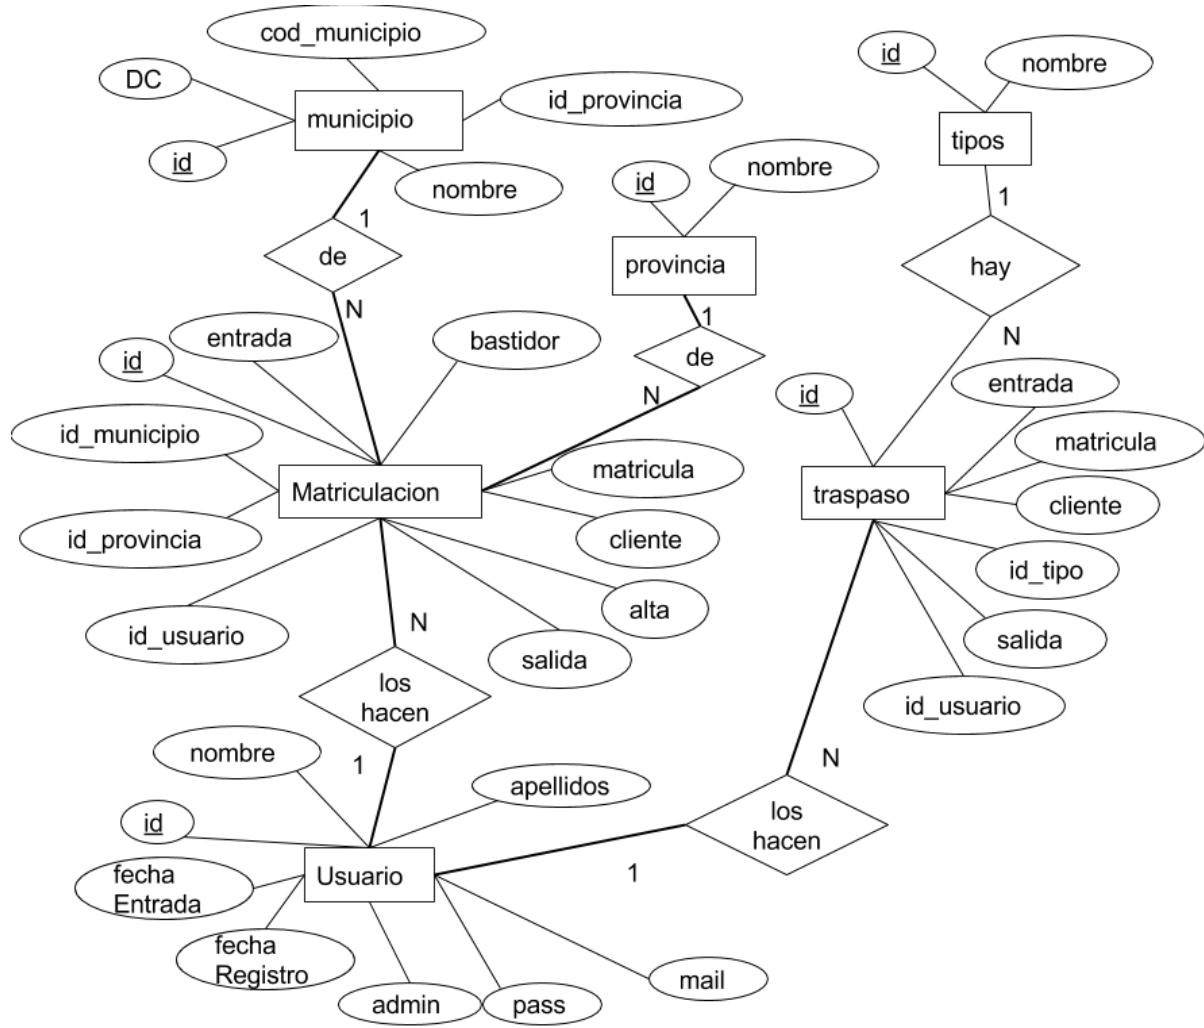 cod_municipio
DC
municipio
id_provincia
id
nombre
id
nombre
tipos
id
nombre
provincia
1
de
N
1
de
N
1
hay
N
entrada
bastidor
id
id_municipio
id_provincia
id_usuario
Matriculacion
matricula
cliente
alta
salida
id
entrada
matricula
traspaso
cliente
id_tipo
salida
id_usuario
N
los
hacen
1
N
los
hacen
1
nombre
apellidos
id
Usuario
fecha
Entrada
fecha
Registro
admin
pass
mail